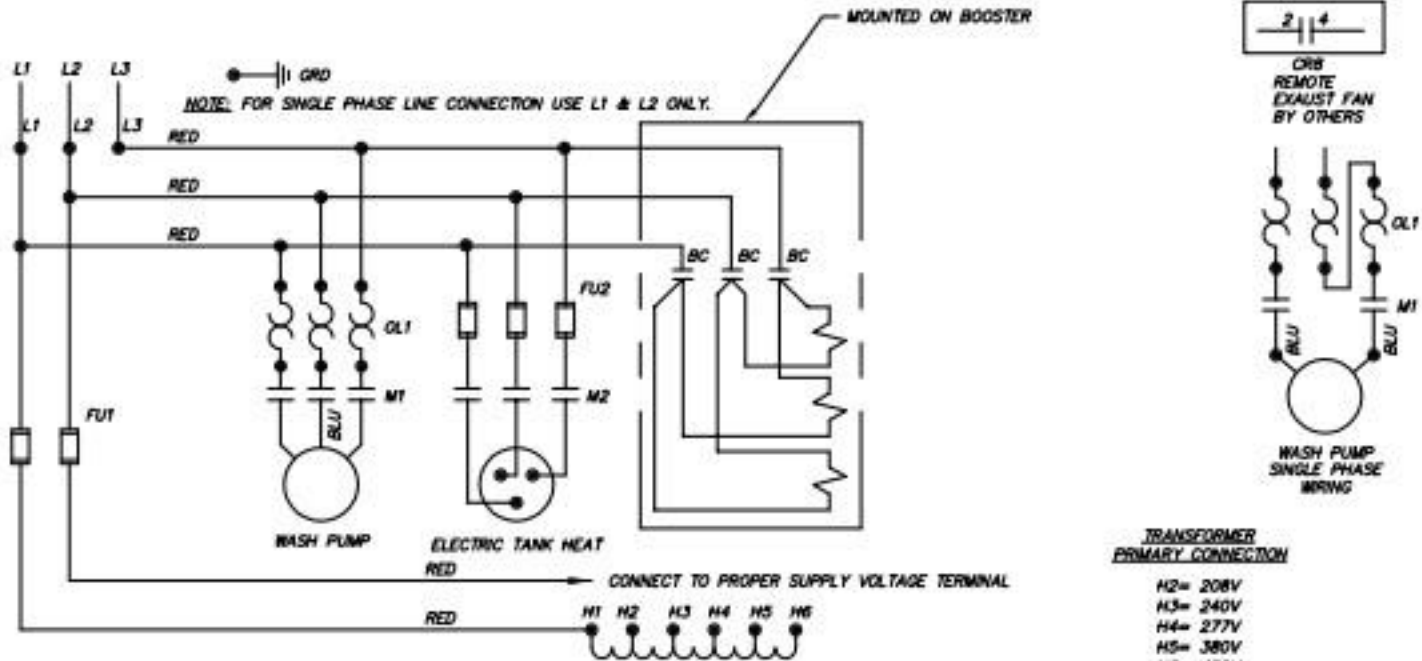 MOUNTED ON BOOSTER
2 4
CR8
REMOTE
EXAUST FAN
BY OTHERS
L1 L2 L3
GRD
NOTE: FOR SINGLE PHASE LINE CONNECTION USE L1 & L2 ONLY.
L1 L2 L3
RED
RED
RED
BC BC BC
FU2
OL1
OL1
M1
M2
M1
BLU
BLU BLU
FU1
WASH PUMP
ELECTRIC TANK HEAT
WASH PUMP
SINGLE PHASE
WIRING
RED
CONNECT TO PROPER SUPPLY VOLTAGE TERMINAL
RED
H1 H2 H3 H4 H5 H6
TRANSFORMER
PRIMARY CONNECTION
H2= 208V
H3= 240V
H4= 277V
H5= 380V